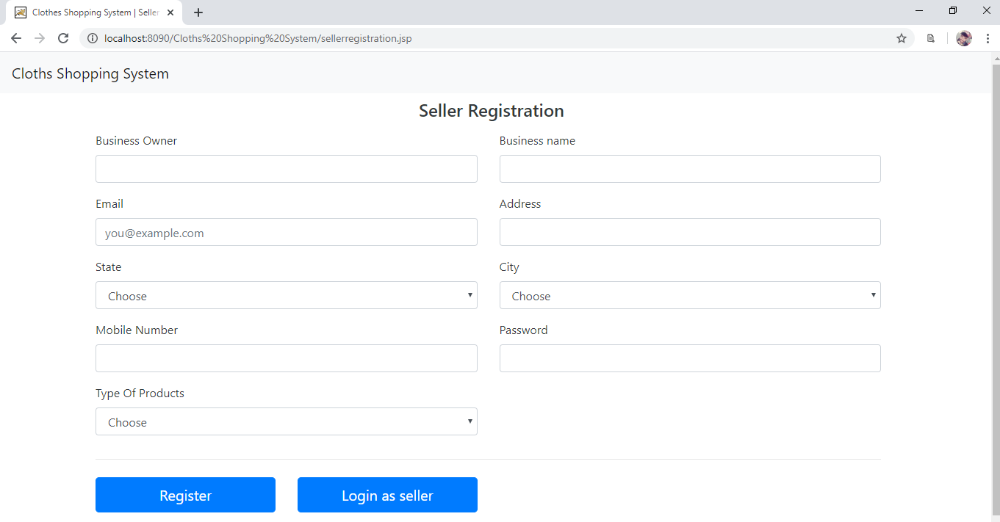 Clothes Shopping System | Seller
localhost:8090/Cloths%20Shopping%20System/sellerregistration.jsp
Cloths Shopping System
Seller Registration
Business Owner
Business name
Email
Address
you@example.com
State
City
Choose
Choose
Mobile Number
Password
Type Of Products
Choose
Register
Login as seller